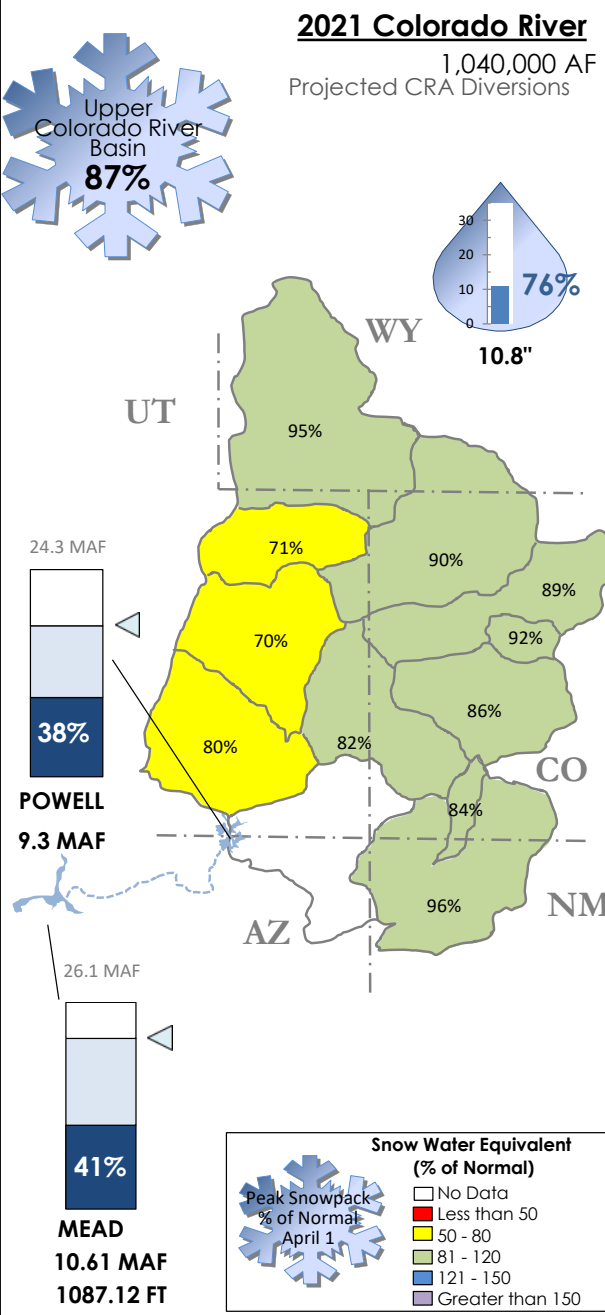 2021 Colorado River
1,040,000 AF
Projected CRA Diversions
Upper
Colorado River
Basin
87%
30
20
10
0
76%
10.8"
WY
UT
95%
24.3 MAF
71%
90%
89%
92%
70%
86%
38%
80%
82%
CO
POWELL
84%
9.3 MAF
96%
NM
AZ
26.1 MAF
41%
MEAD
10.61 MAF
1087.12 FT
Peak Snowpack
% of Normal
April 1
Snow Water Equivalent
(% of Normal)
No Data
Less than 50
50 - 80
81 - 120
121 - 150
Greater than 150